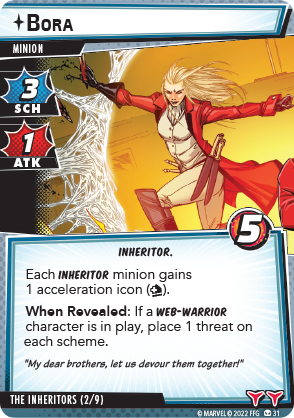 Bora
MINION
3
SCH
1
ATK
5
INHERITOR.
Each INHERITOR minion gains
1 acceleration icon ( ).
When Revealed: If a WEB-WARRIOR
character is in play, place 1 threat on
each scheme.
"My dear brothers, let us devour them together!"
THE INHERITORS (2/9)
© MARVEL © 2022 FFG 31